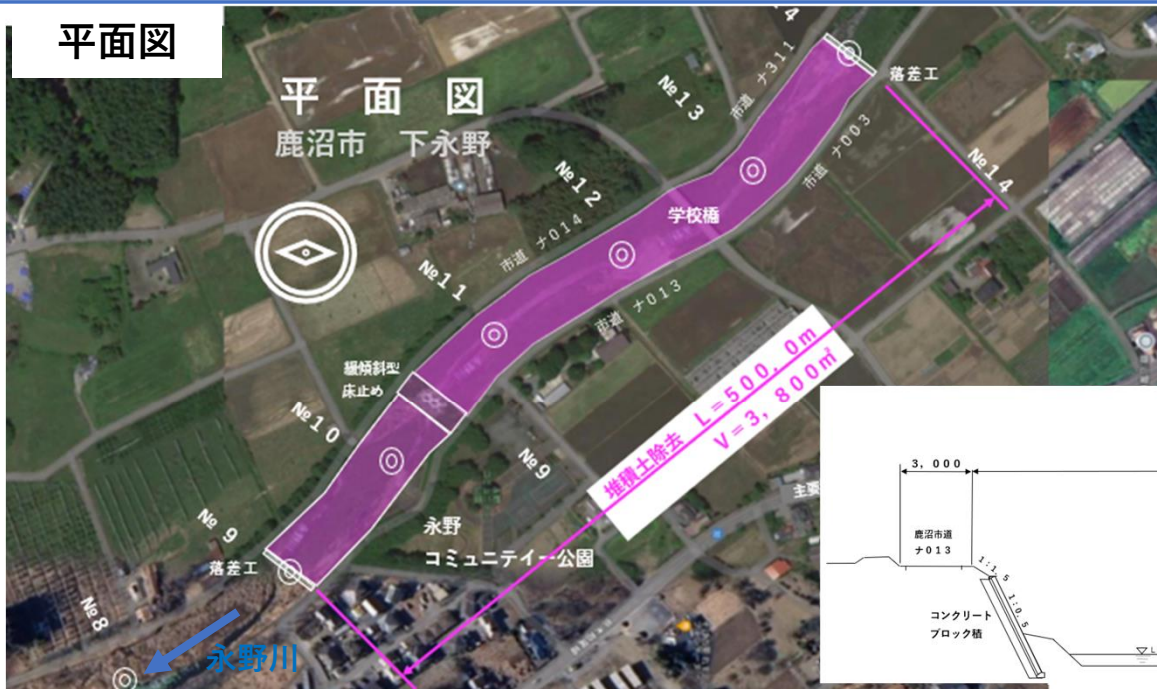 平面図
平 面 図
鹿沼市 下永野
落差工
№13
市道 ナ311
市道 ナ003
№14
№12
市道 ナ014
学校橋
№11
市道 ナ013
緩傾斜型
床止め
堆積土除去 L=500,0m
V=3,800㎥
№10
№9
№9
永野
コミュニテイー公園
落差工
№8
永野川
3,000
鹿沼市道
ナ013
1:1.5
1:0.5
コンクリート
ブロック積